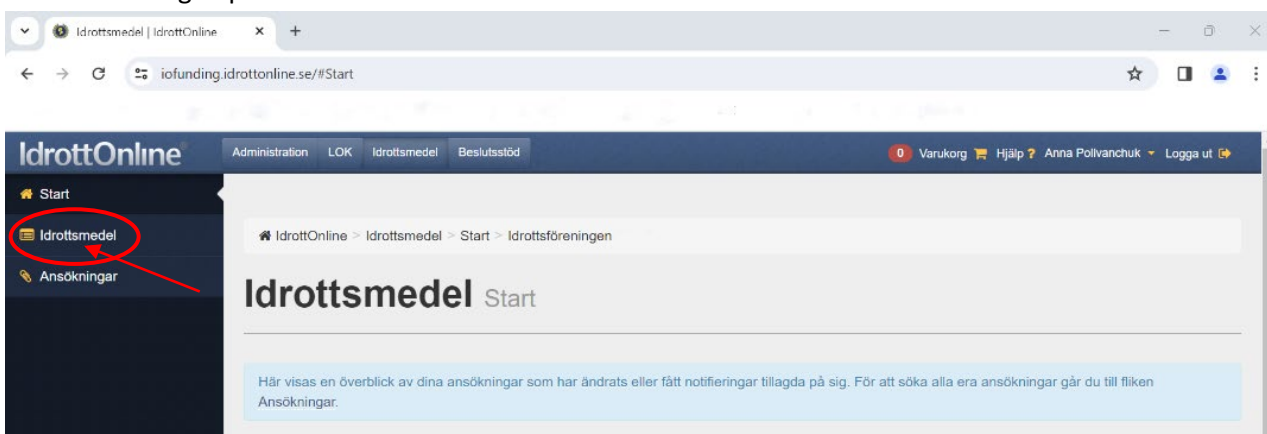 Idrottsmedel | IdrottOnline
iofunding.idrottonline.se/#Start
IdrottOnline
Administration LOK Idrottsmedel Beslutsstöd
0 Varukorg Hjälp ? Anna Polivanchuk Logga ut
Start
Idrottsmedel
Ansökningar
IdrottOnline > Idrottsmedel > Start > Idrottsföreningen
Idrottsmedel Start
Här visas en överblick av dina ansökningar som har ändrats eller fått notifieringar tillagda på sig. För att söka alla era ansökningar går du till fliken
Ansökningar.